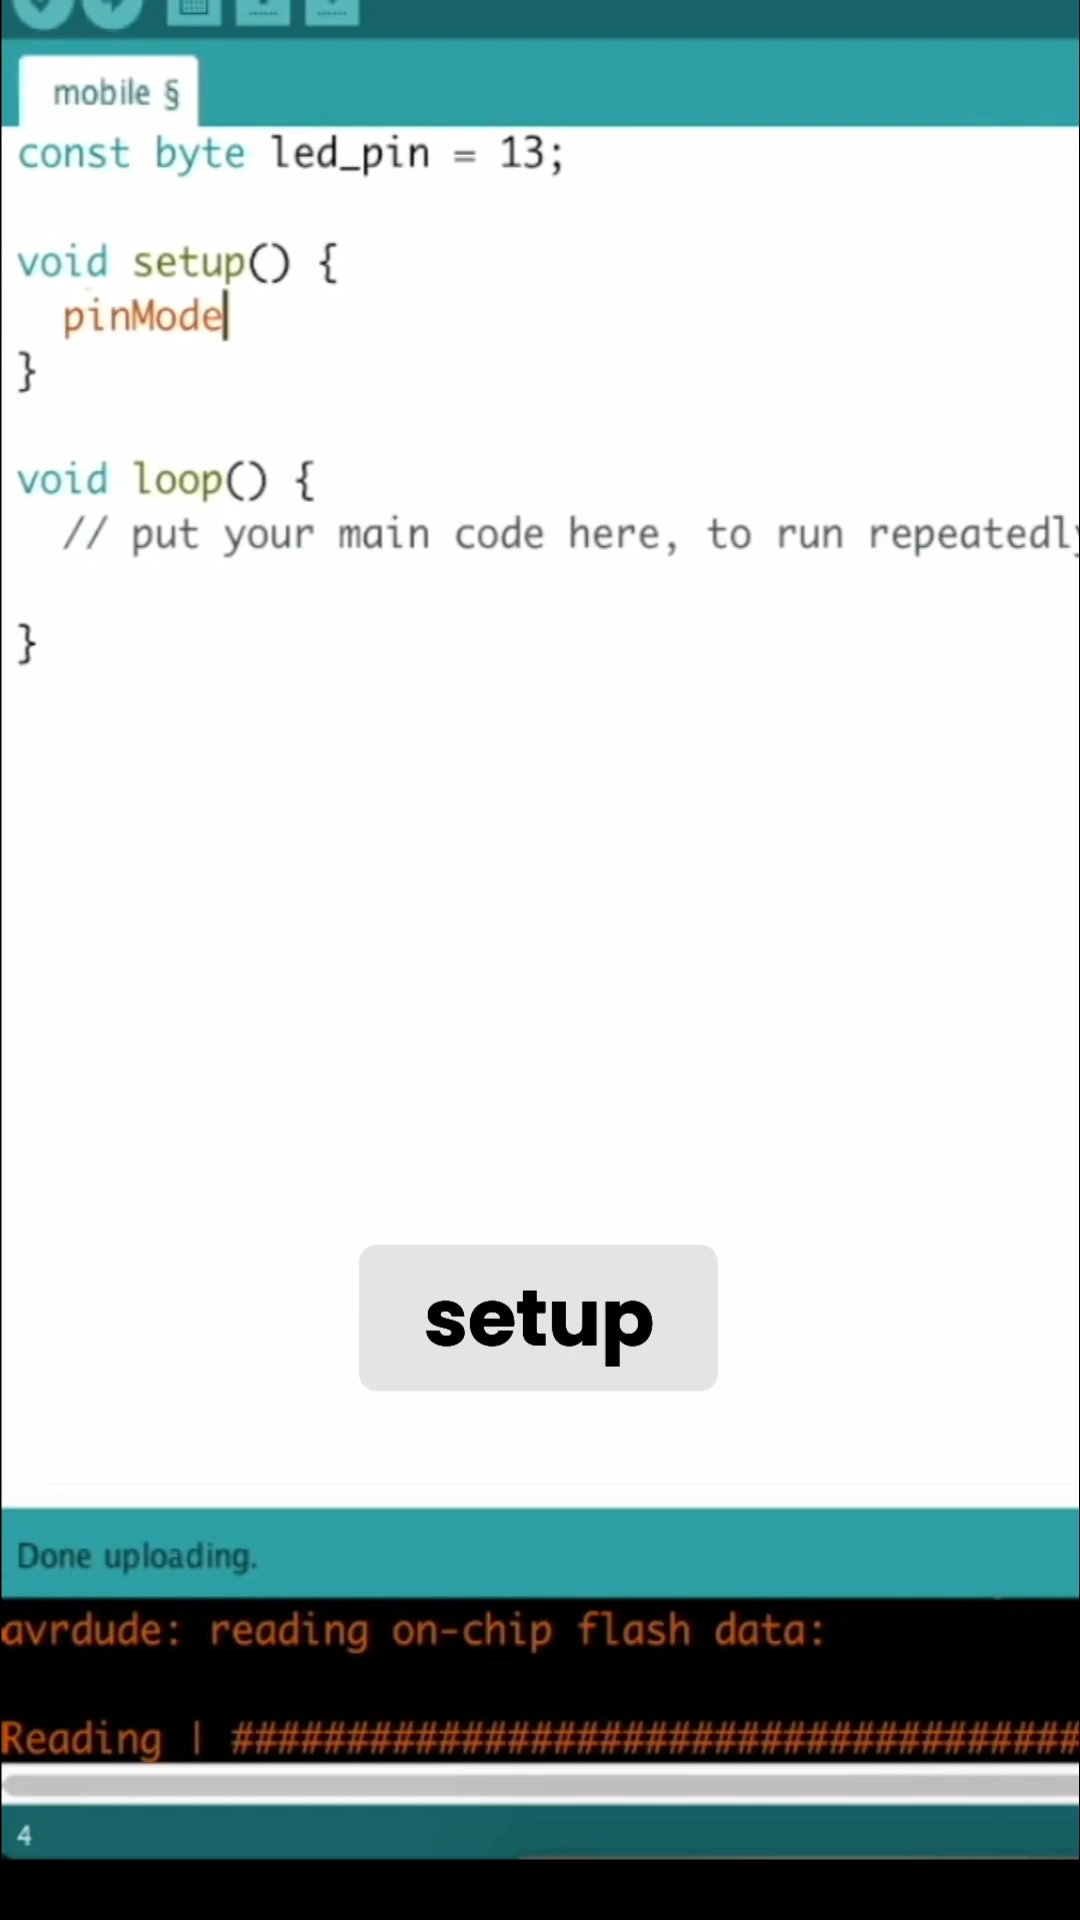 mobile §
const byte led_pin = 13;
void setup() {
pinMode
}
void loop() {
// put your main code here, to run repeatedly
}
setup
Done uploading.
avrdude: reading on-chip flash data:
Reading | ####################################
4